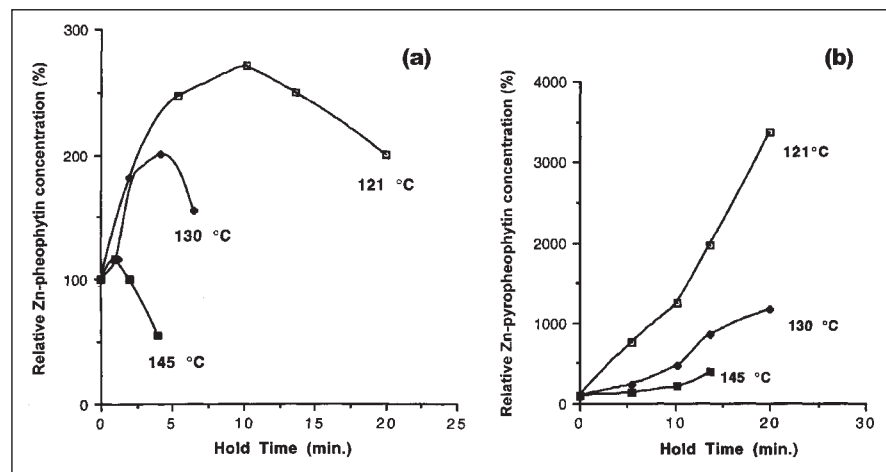 (a)
Relative Zn-pheophytin concentration (%)
300
200
100
0
0 5 10 15 20 25
Hold Time (min.)
121 °C
130 °C
145 °C
(b)
Relative Zn-pyropheophytin concentration (%)
4000
3000
2000
1000
0
0 10 20 30
Hold Time (min.)
121°C
130 °C
145 °C